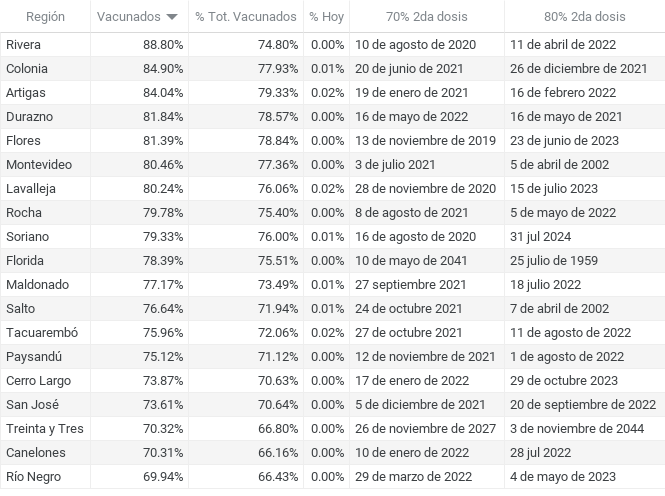 Región Vacunados % Tot. Vacunados % Hoy 70% 2da dosis 80% 2da dosis
Rivera 88.80% 74.80% 0.00% 10 de agosto de 2020 11 de abril de 2022
Colonia 84.90% 77.93% 0.01% 20 de junio de 2021 26 de diciembre de 2021
Artigas 84.04% 79.33% 0.02% 19 de enero de 2021 16 de febrero 2022
Durazno 81.84% 78.57% 0.00% 16 de mayo de 2022 16 de mayo de 2021
Flores 81.39% 78.84% 0.00% 13 de noviembre de 2019 23 de junio de 2023
Montevideo 80.46% 77.36% 0.00% 3 de julio 2021 5 de abril de 2002
Lavalleja 80.24% 76.06% 0.02% 28 de noviembre de 2020 15 de julio 2023
Rocha 79.78% 75.40% 0.00% 8 de agosto de 2021 5 de mayo de 2022
Soriano 79.33% 76.00% 0.01% 16 de agosto de 2020 31 jul 2024
Florida 78.39% 75.51% 0.00% 10 de mayo de 2041 25 julio de 1959
Maldonado 77.17% 73.49% 0.01% 27 septiembre 2021 18 julio 2022
Salto 76.64% 71.94% 0.01% 24 de octubre 2021 7 de abril de 2002
Tacuarembó 75.96% 72.06% 0.02% 27 de octubre 2021 11 de agosto de 2022
Paysandú 75.12% 71.12% 0.00% 12 de noviembre de 2021 1 de agosto de 2022
Cerro Largo 73.87% 70.63% 0.00% 17 de enero de 2022 29 de octubre 2023
San José 73.61% 70.64% 0.00% 5 de diciembre de 2021 20 de septiembre de 2022
Treinta y Tres 70.32% 66.80% 0.00% 26 de noviembre de 2027 3 de noviembre de 2044
Canelones 70.31% 66.16% 0.00% 10 de enero de 2022 28 jul 2022
Río Negro 69.94% 66.43% 0.00% 29 de marzo de 2022 4 de mayo de 2023